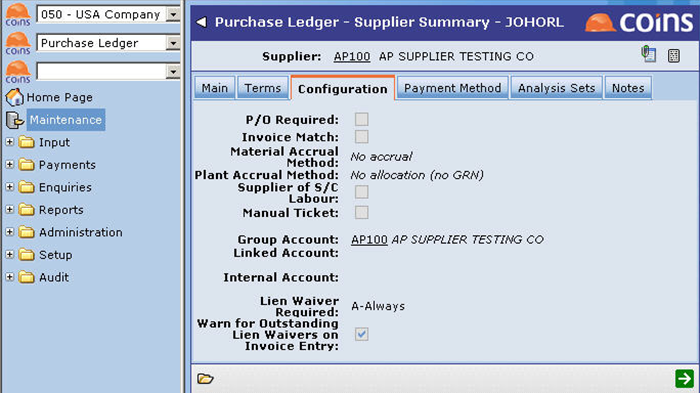 coins
050 - USA Company
coins
Purchase Ledger
coins
Home Page
Maintenance
Input
Payments
Enquiries
Reports
Administration
Setup
Audit
Purchase Ledger - Supplier Summary - JOHORL
coins
Supplier: AP100 AP SUPPLIER TESTING CO
Main Terms Configuration Payment Method Analysis Sets Notes
P/O Required:
Invoice Match:
Material Accrual
Method: No accrual
Plant Accrual Method: No allocation (no GRN)
Supplier of S/C
Labour:
Manual Ticket:
Group Account: AP100 AP SUPPLIER TESTING CO
Linked Account:
Internal Account:
Lien Waiver
Required: A-Always
Warn for Outstanding
Lien Waivers on
Invoice Entry: